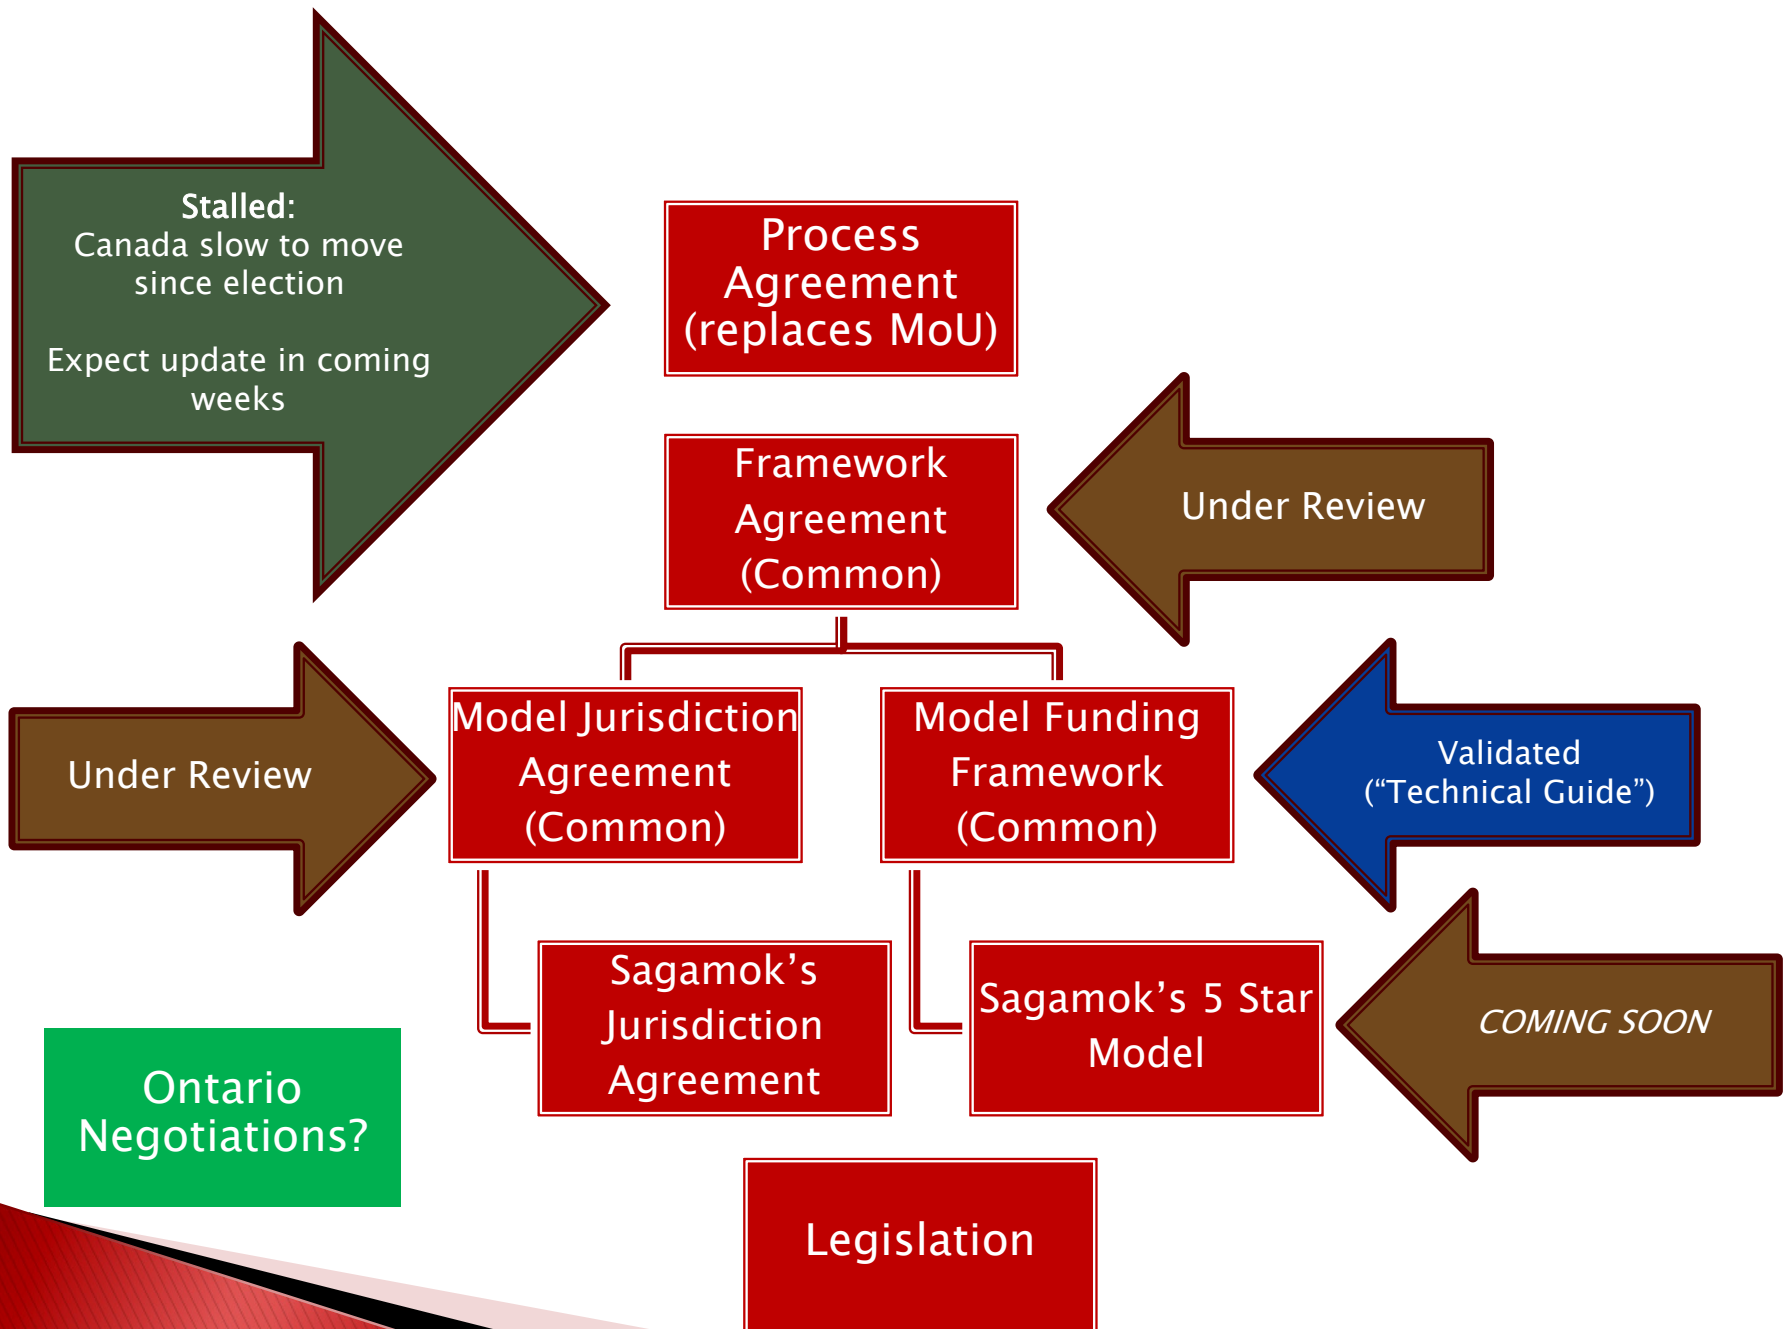 Stalled:
Canada slow to move
since election
Expect update in coming
weeks
Process
Agreement
(replaces MoU)
Framework
Agreement
(Common)
Under Review
Under Review
Model Jurisdiction
Agreement
(Common)
Model Funding
Framework
(Common)
Validated
(“Technical Guide”)
Sagamok’s
Jurisdiction
Agreement
Sagamok’s 5 Star
Model
COMING SOON
Ontario
Negotiations?
Legislation